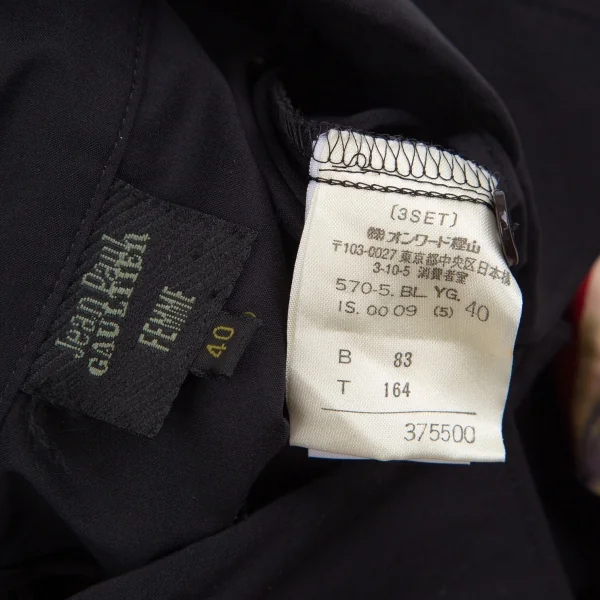 Jean Paul
GAULTIER
FEMME
40
[3SET]
㈱オンワード樫山
〒103-0027 東京都中央区日本橋
3-10-5 消費者室
570-5. BL. YG. 40
IS. 00 09 (5)
B 83
T 164
375500